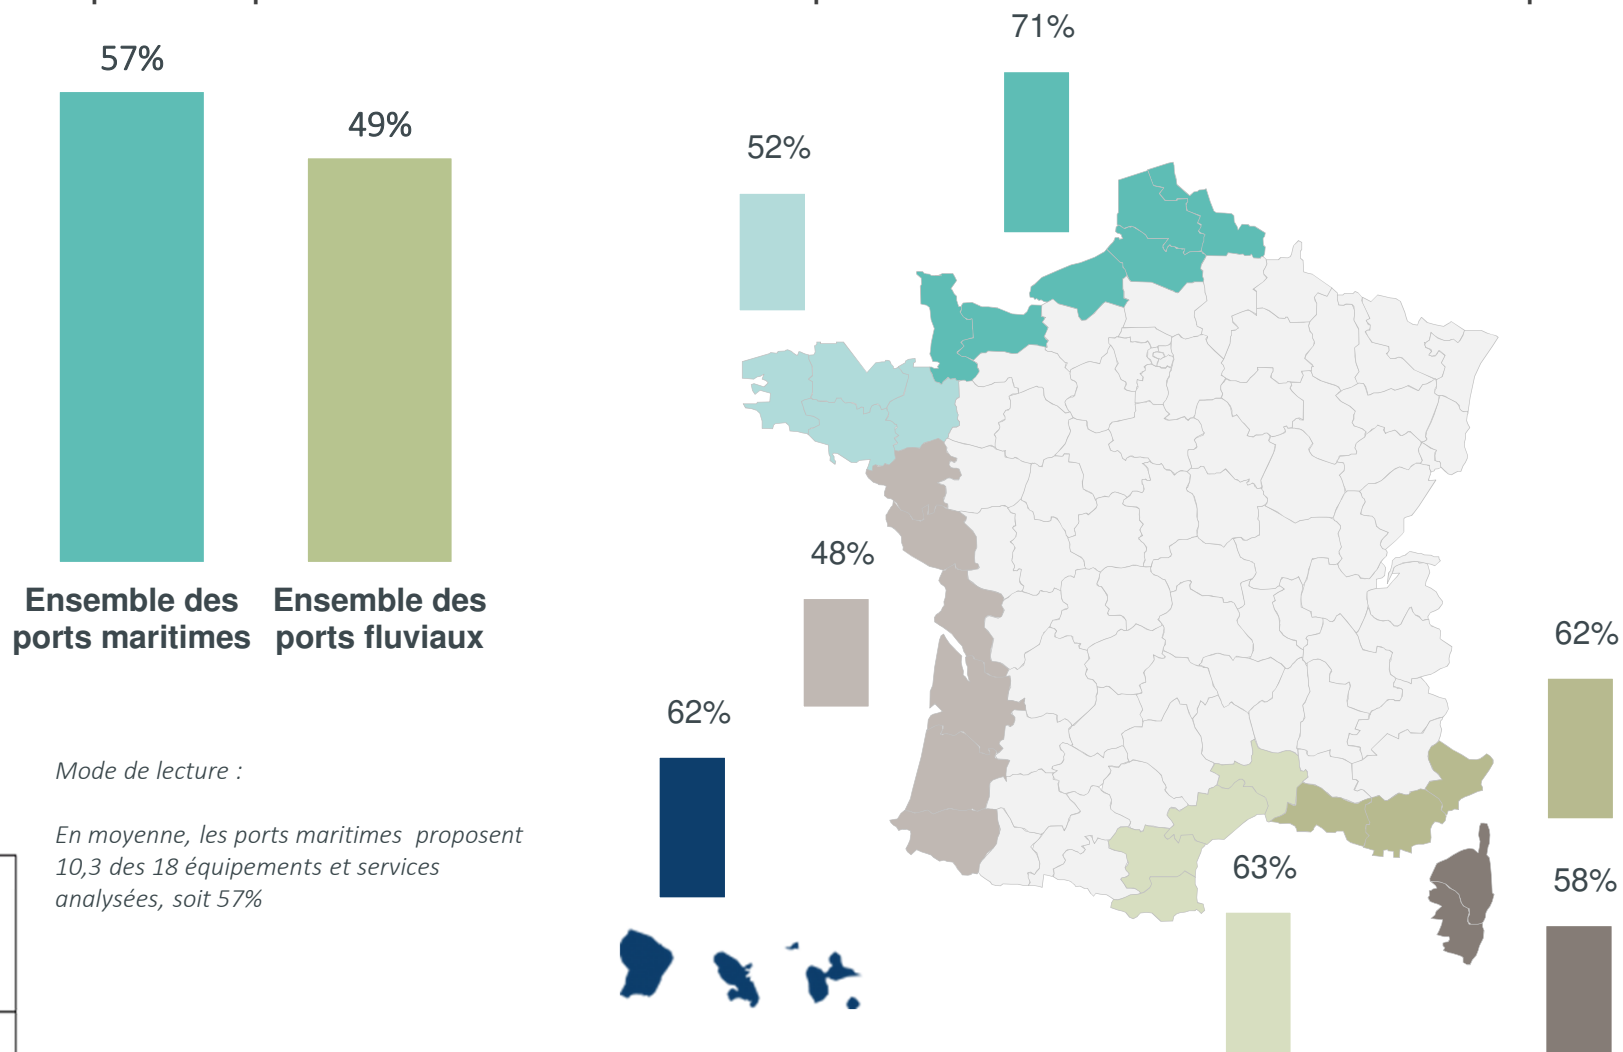 57%
49%
Ensemble des
ports maritimes
Ensemble des
ports fluviaux
Mode de lecture :
En moyenne, les ports maritimes proposent
10,3 des 18 équipements et services
analysées, soit 57%
71%
52%
48%
62%
62%
63%
58%